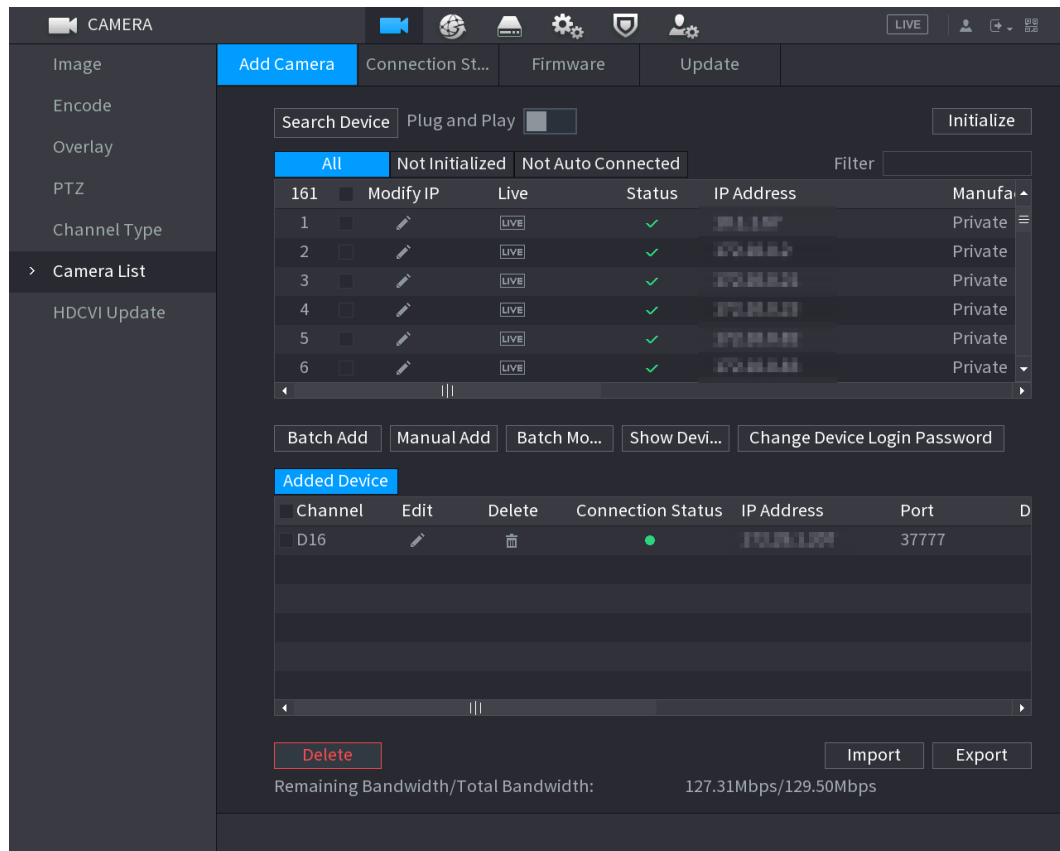 CAMERA LIVE
Image
Encode
Overlay
PTZ
Channel Type
Camera List
HDCVI Update
Add Camera Connection St... Firmware Update
Search Device Plug and Play Initialize
All Not Initialized Not Auto Connected Filter
161 Modify IP Live Status IP Address Manufa
1 LIVE Private
2 LIVE Private
3 LIVE Private
4 LIVE Private
5 LIVE Private
6 LIVE Private
Batch Add Manual Add Batch Mo... Show Devi... Change Device Login Password
Added Device
Channel Edit Delete Connection Status IP Address Port D
D16 37777
Delete Import Export
Remaining Bandwidth/Total Bandwidth: 127.31Mbps/129.50Mbps